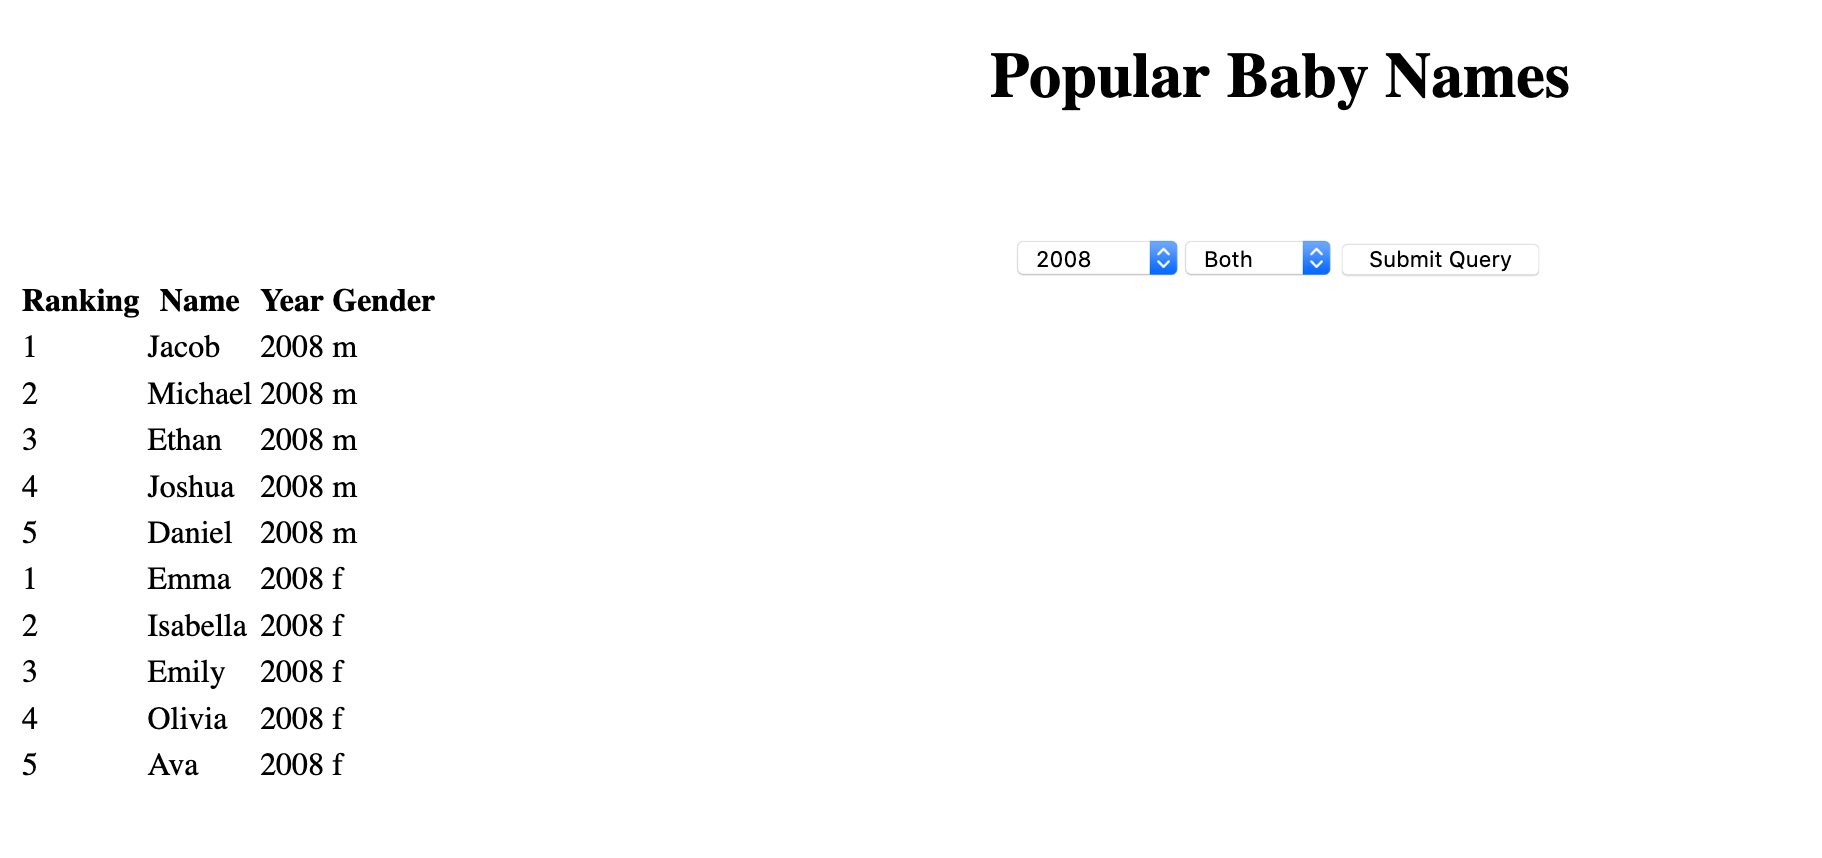 Popular Baby Names
2008 Both Submit Query
Ranking Name Year Gender
1 Jacob 2008 m
2 Michael 2008 m
3 Ethan 2008 m
4 Joshua 2008 m
5 Daniel 2008 m
1 Emma 2008 f
2 Isabella 2008 f
3 Emily 2008 f
4 Olivia 2008 f
5 Ava 2008 f